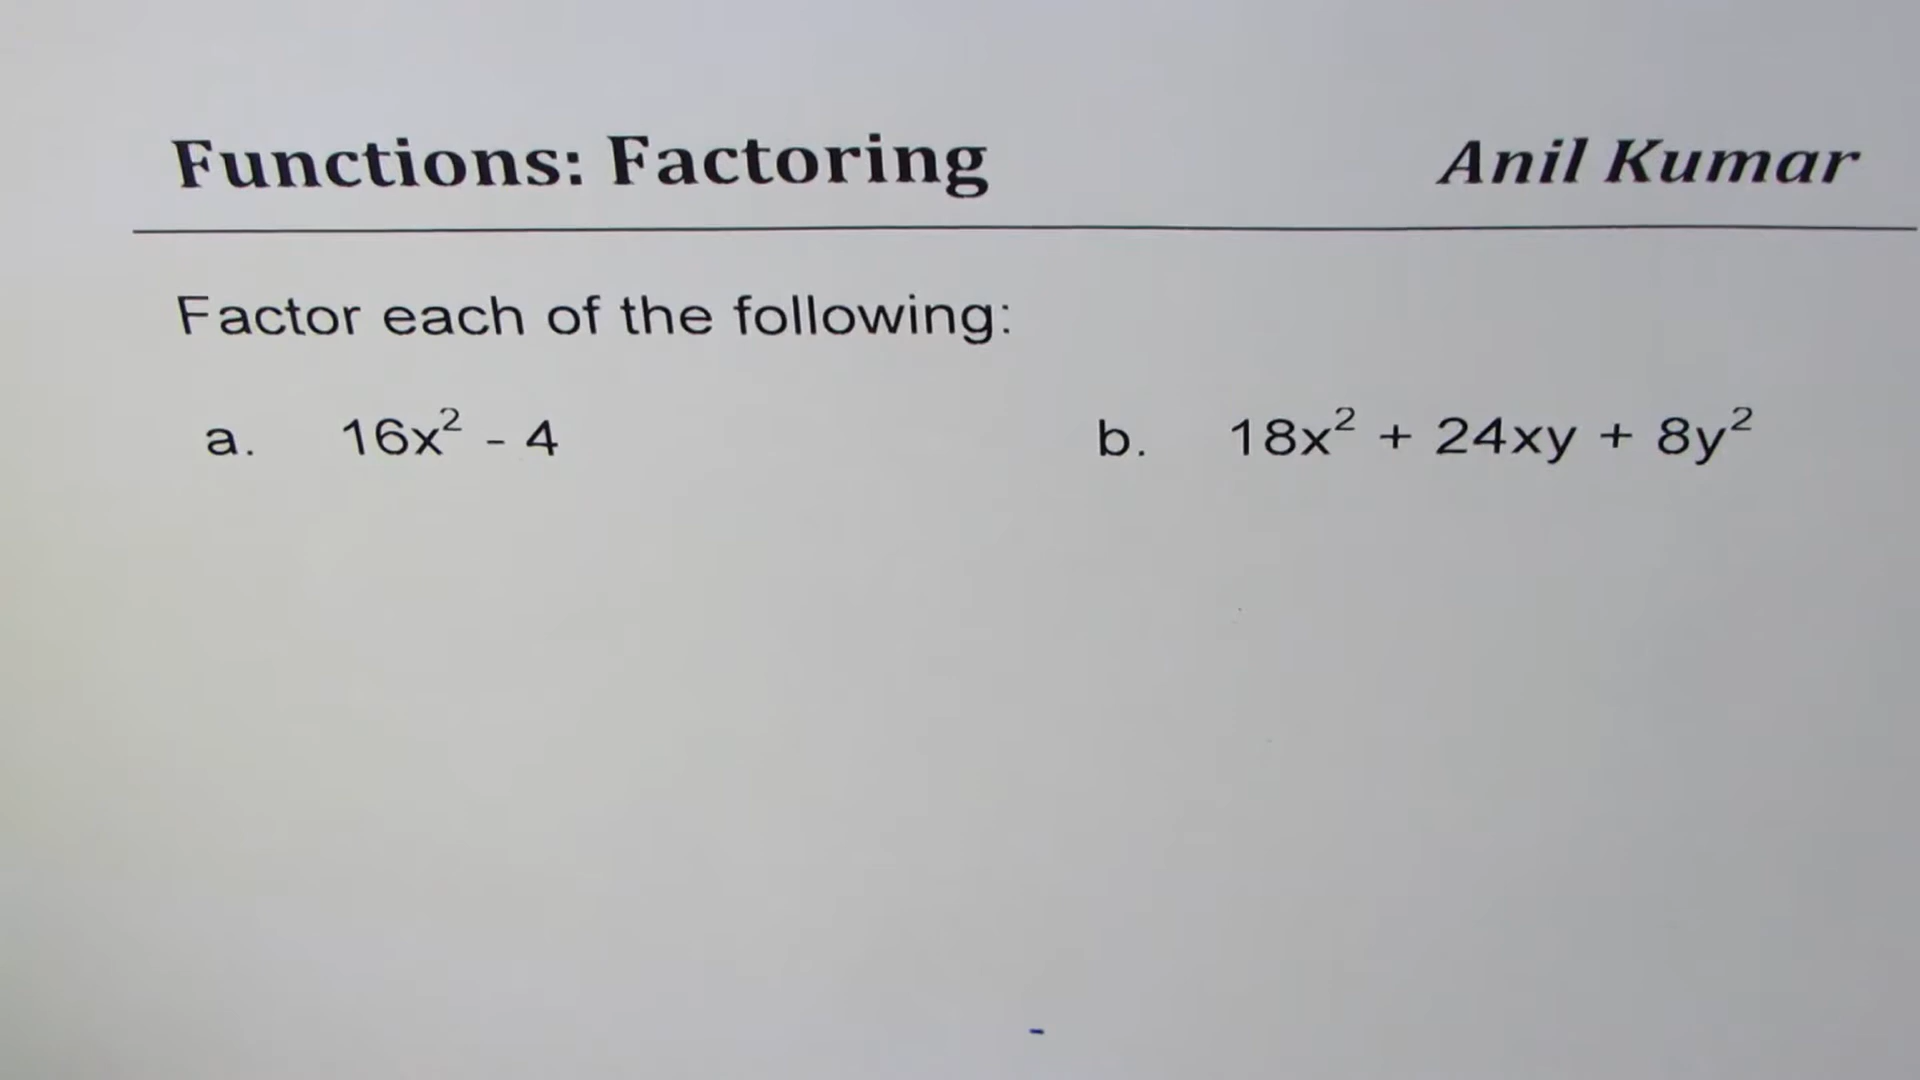 Functions: Factoring Anil Kumar
Factor each of the following:
a. 16x² - 4 b. 18x² + 24xy + 8y²